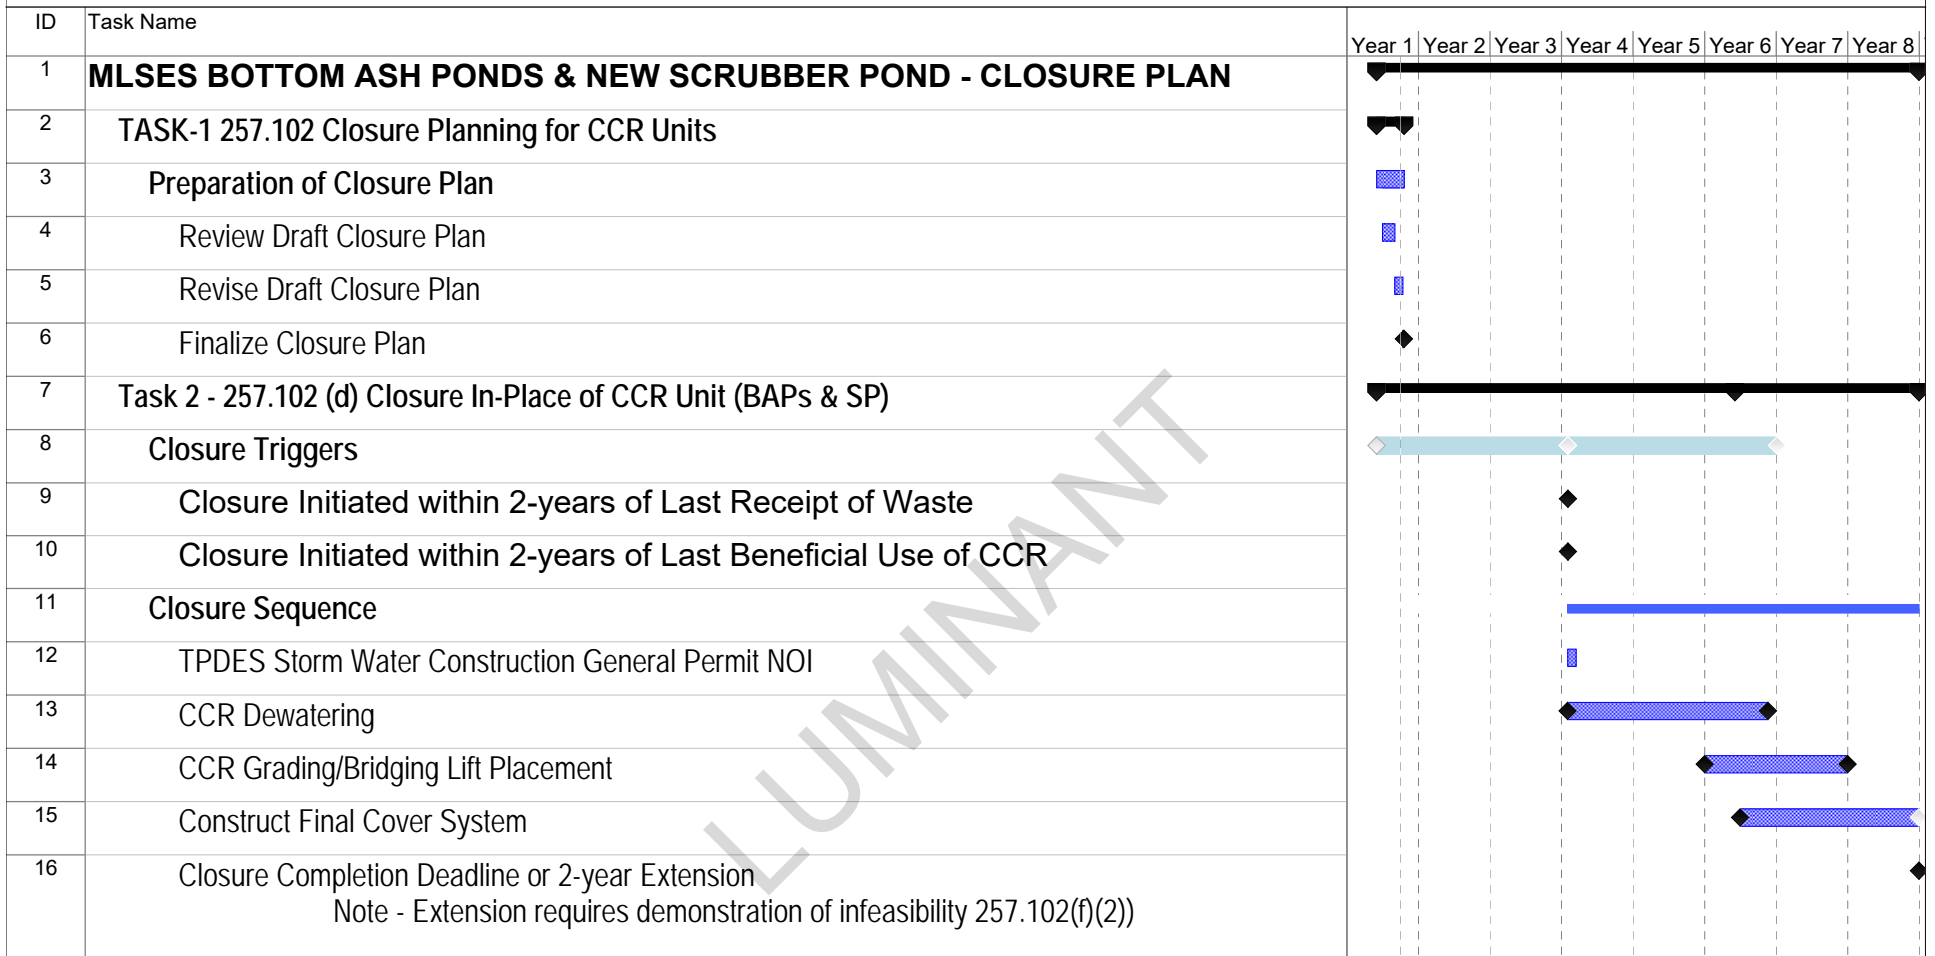 ID Task Name
Year 1 Year 2 Year 3 Year 4 Year 5 Year 6 Year 7 Year 8
1 MLSES BOTTOM ASH PONDS & NEW SCRUBBER POND - CLOSURE PLAN
2 TASK-1 257.102 Closure Planning for CCR Units
3 Preparation of Closure Plan
4 Review Draft Closure Plan
5 Revise Draft Closure Plan
6 Finalize Closure Plan
7 Task 2 - 257.102 (d) Closure In-Place of CCR Unit (BAPs & SP)
8 Closure Triggers
9 Closure Initiated within 2-years of Last Receipt of Waste
10 Closure Initiated within 2-years of Last Beneficial Use of CCR
11 Closure Sequence
12 TPDES Storm Water Construction General Permit NOI
13 CCR Dewatering
14 CCR Grading/Bridging Lift Placement
15 Construct Final Cover System
16 Closure Completion Deadline or 2-year Extension
Note - Extension requires demonstration of infeasibility 257.102(f)(2))
LUMINANT